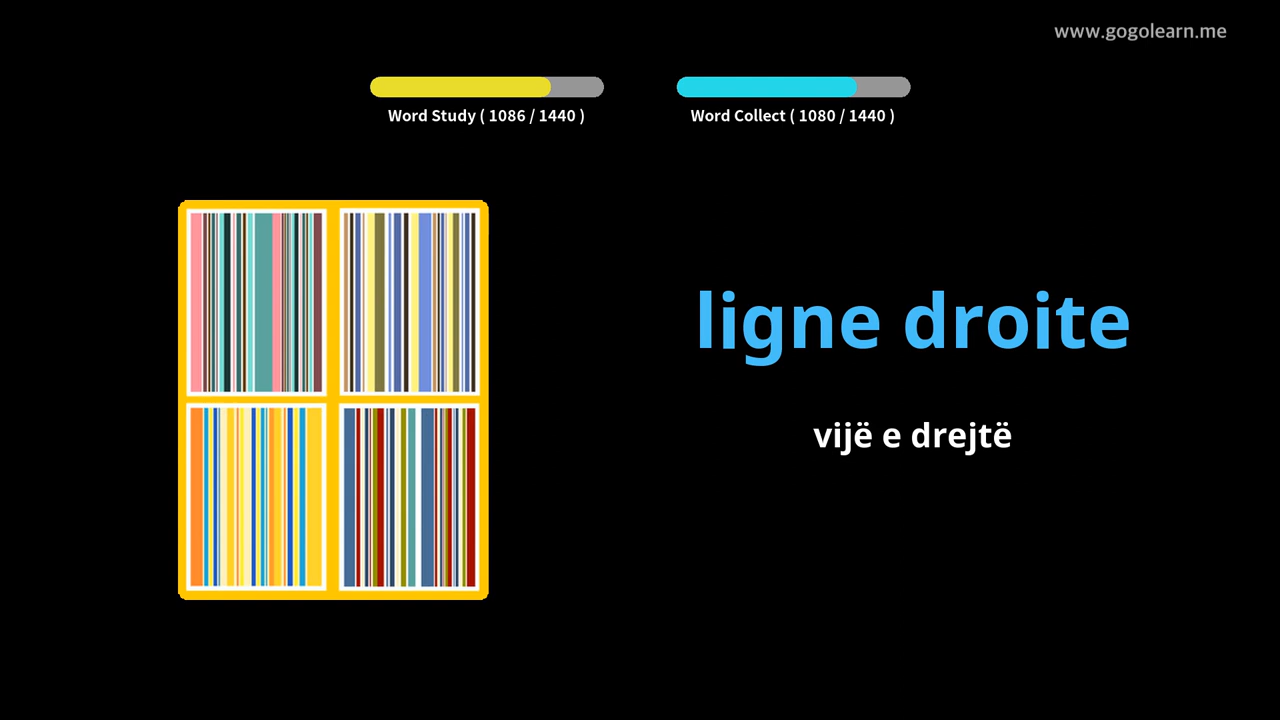 www.gogolearn.me
Word Study ( 1086 / 1440 )
Word Collect ( 1080 / 1440 )
ligne droite
vijë e drejtë